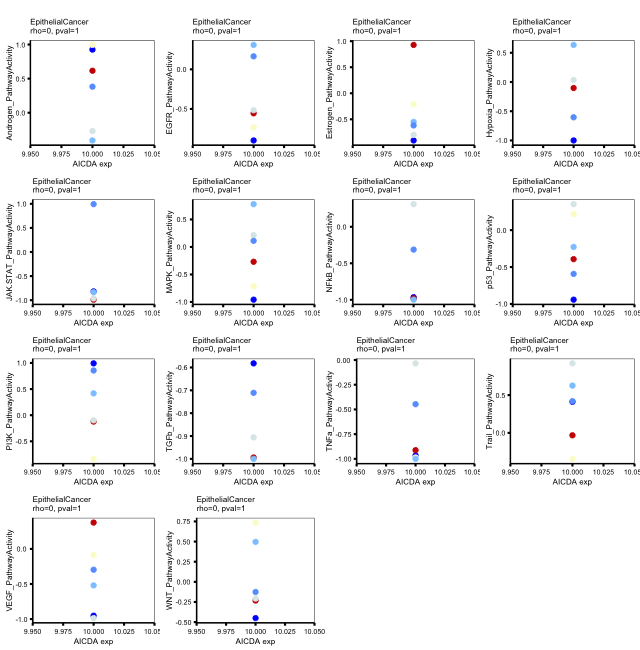 EpithelialCancer
rho=0, pval=1
Androgen_PathwayActivity
1.0
0.5
0.0
9.950 9.975 10.000 10.025 10.05
AICDA exp
EpithelialCancer
rho=0, pval=1
EGFR_PathwayActivity
0.0
-0.5
9.950 9.975 10.000 10.025 10.05
AICDA exp
EpithelialCancer
rho=0, pval=1
Estrogen_PathwayActivity
1.0
0.5
0.0
-0.5
9.950 9.975 10.000 10.025 10.05
AICDA exp
EpithelialCancer
rho=0, pval=1
Hypoxia_PathwayActivity
0.5
0.0
-0.5
-1.0
9.950 9.975 10.000 10.025 10.05
AICDA exp
EpithelialCancer
rho=0, pval=1
JAK.STAT_PathwayActivity
1.0
0.5
0.0
-0.5
-1.0
9.950 9.975 10.000 10.025 10.05
AICDA exp
EpithelialCancer
rho=0, pval=1
MAPK_PathwayActivity
0.5
0.0
-0.5
-1.0
9.950 9.975 10.000 10.025 10.05
AICDA exp
EpithelialCancer
rho=0, pval=1
NFkB_PathwayActivity
0.0
-0.5
-1.0
9.950 9.975 10.000 10.025 10.05
AICDA exp
EpithelialCancer
rho=0, pval=1
p53_PathwayActivity
0.0
-0.5
-1.0
9.950 9.975 10.000 10.025 10.05
AICDA exp
EpithelialCancer
rho=0, pval=1
PI3K_PathwayActivity
1.0
0.5
0.0
-0.5
9.950 9.975 10.000 10.025 10.05
AICDA exp
EpithelialCancer
rho=0, pval=1
TGFb_PathwayActivity
-0.6
-0.7
-0.8
-0.9
-1.0
9.950 9.975 10.000 10.025 10.05
AICDA exp
EpithelialCancer
rho=0, pval=1
TNFa_PathwayActivity
0.00
-0.25
-0.50
-0.75
-1.00
9.950 9.975 10.000 10.025 10.05
AICDA exp
EpithelialCancer
rho=0, pval=1
Trail_PathwayActivity
0.5
0.0
9.950 9.975 10.000 10.025 10.05
AICDA exp
EpithelialCancer
rho=0, pval=1
VEGF_PathwayActivity
0.0
-0.5
-1.0
9.950 9.975 10.000 10.025 10.05
AICDA exp
EpithelialCancer
rho=0, pval=1
WNT_PathwayActivity
0.75
0.50
0.25
0.00
-0.25
-0.50
9.950 9.975 10.000 10.025 10.050
AICDA exp